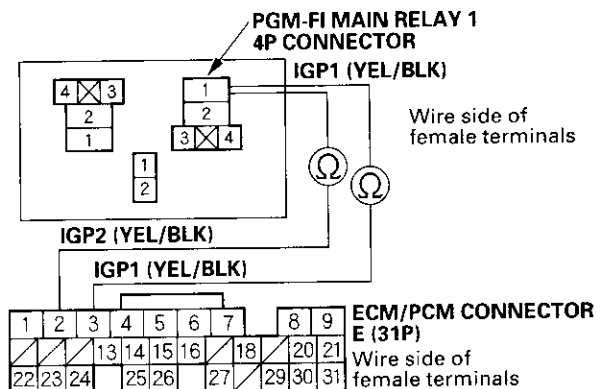 PGM-FI MAIN RELAY 1
4P CONNECTOR
IGP1 (YEL/BLK)
4 3
2
1
1
2
3 4
1
2
Wire side of
female terminals
Ω Ω
IGP2 (YEL/BLK)
IGP1 (YEL/BLK)
1 2 3 4 5 6 7 8 9
13 14 15 16 18 20 21
22 23 24 25 26 27 29 30 31
ECM/PCM CONNECTOR
E (31P)
Wire side of
female terminals